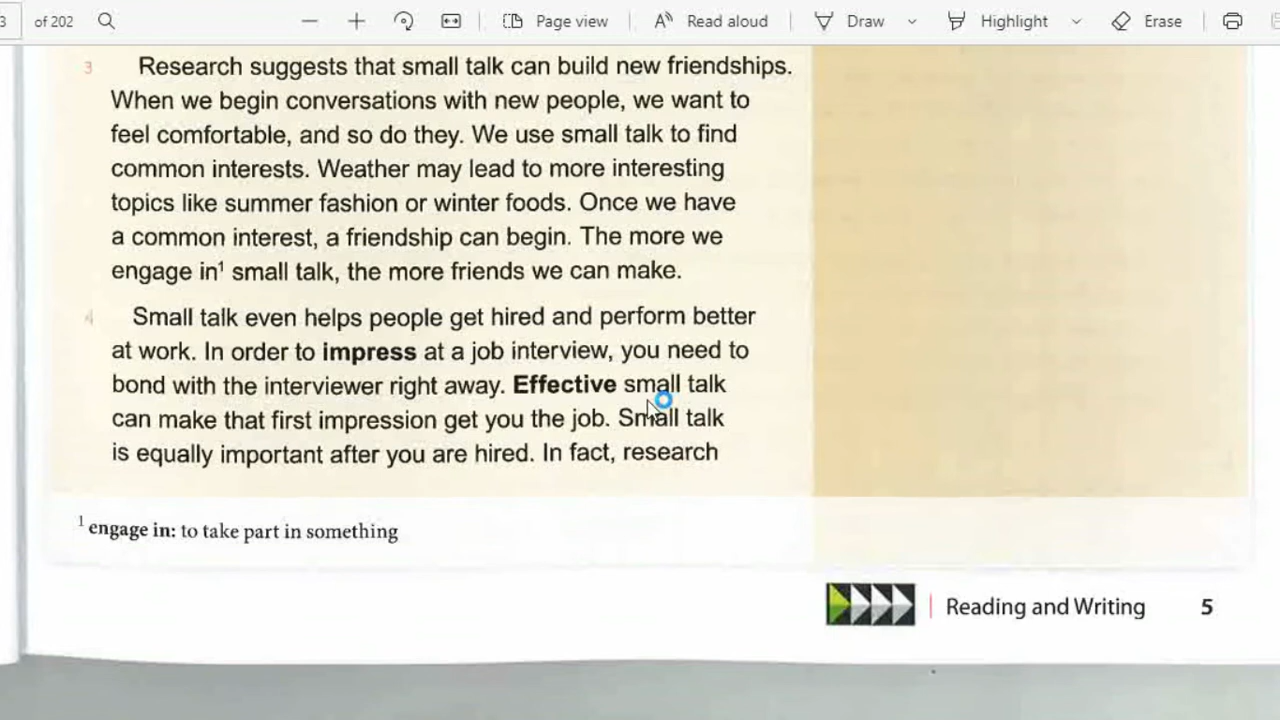 3 of 202 Page view Read aloud Draw Highlight Erase
3 Research suggests that small talk can build new friendships.
When we begin conversations with new people, we want to
feel comfortable, and so do they. We use small talk to find
common interests. Weather may lead to more interesting
topics like summer fashion or winter foods. Once we have
a common interest, a friendship can begin. The more we
engage in¹ small talk, the more friends we can make.
4 Small talk even helps people get hired and perform better
at work. In order to impress at a job interview, you need to
bond with the interviewer right away. Effective small talk
can make that first impression get you the job. Small talk
is equally important after you are hired. In fact, research
¹ engage in: to take part in something
Reading and Writing 5